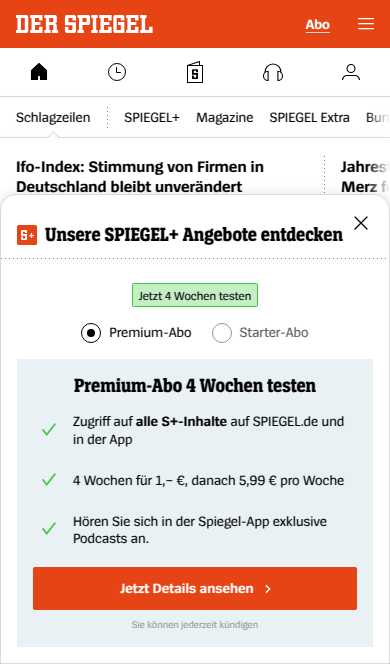 DER SPIEGEL
Abo
Schlagzeilen
SPIEGEL+
Magazine
SPIEGEL Extra
Ifo-Index: Stimmung von Firmen in
Deutschland bleibt unverändert
Merz
S+ Unsere SPIEGEL+ Angebote entdecken
Jetzt 4 Wochen testen
Premium-Abo
Starter-Abo
Premium-Abo 4 Wochen testen
Zugriff auf alle S+-Inhalte auf SPIEGEL.de und
in der App
4 Wochen für 1,– €, danach 5,99 € pro Woche
Hören Sie sich in der Spiegel-App exklusive
Podcasts an.
Jetzt Details ansehen
Sie können jederzeit kündigen